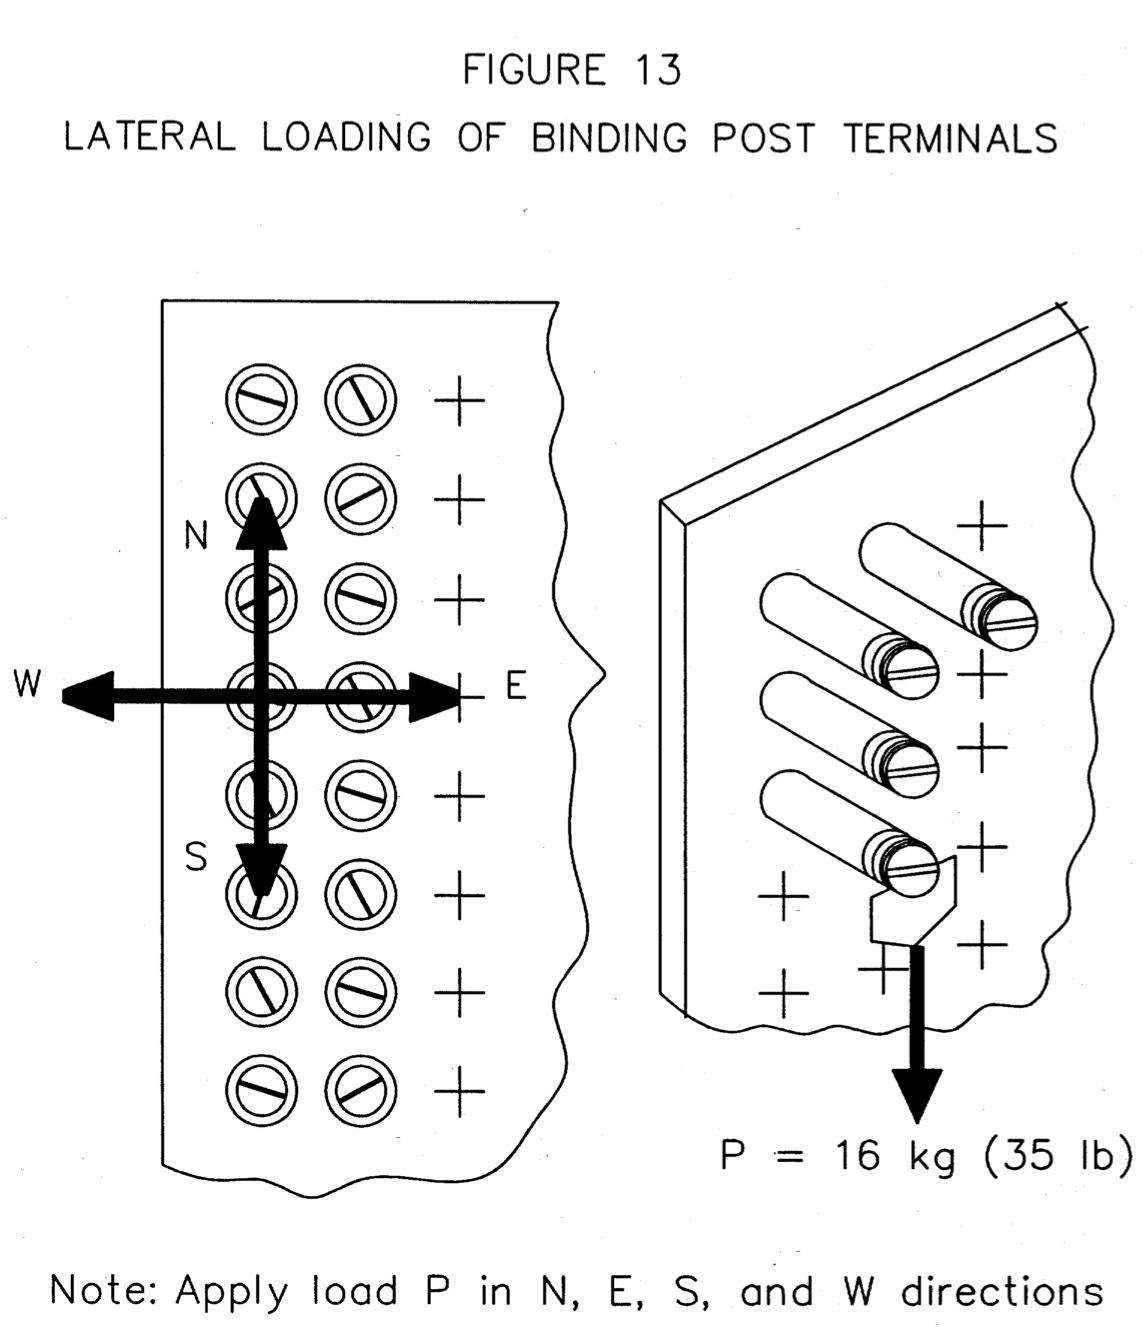 FIGURE 13
LATERAL LOADING OF BINDING POST TERMINALS
N
W
E
S
P = 16 kg (35 lb)
Note: Apply load P in N, E, S, and W directions